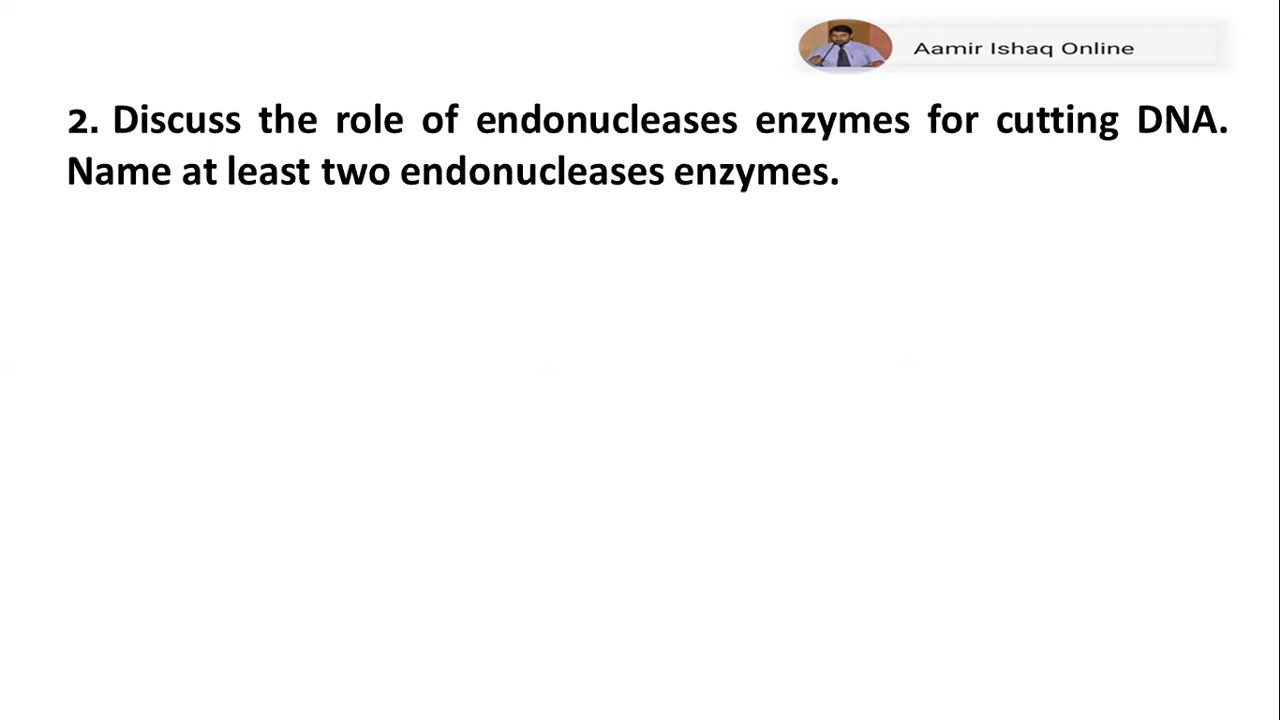 Aamir Ishaq Online
2. Discuss the role of endonucleases enzymes for cutting DNA.
Name at least two endonucleases enzymes.